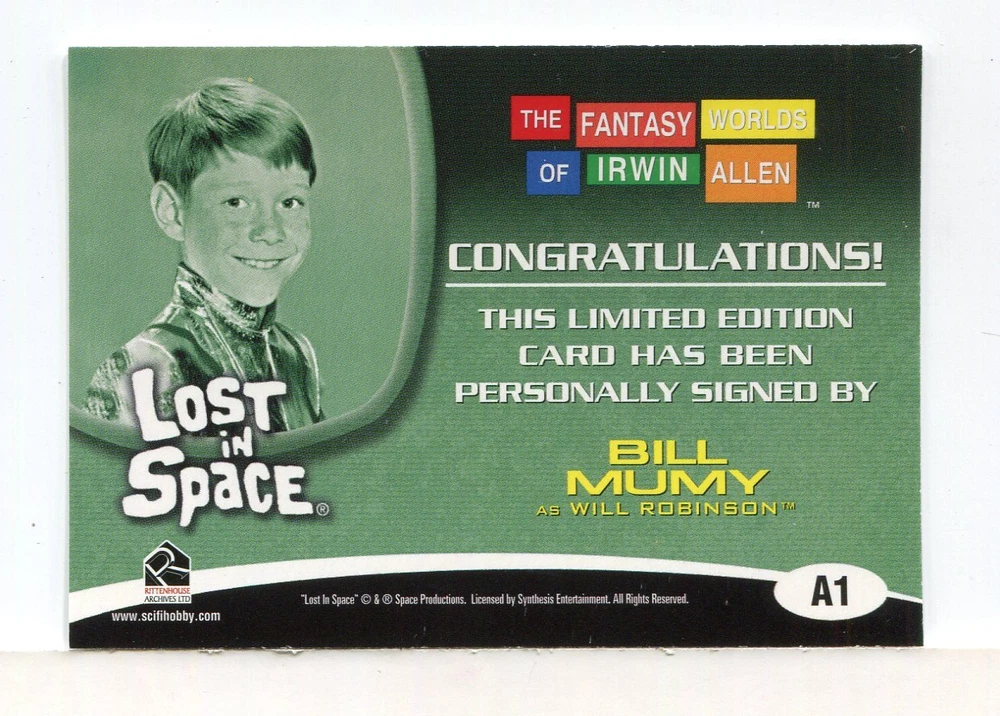 THE FANTASY WORLDS
OF IRWIN ALLEN
™
CONGRATULATIONS!
THIS LIMITED EDITION
CARD HAS BEEN
PERSONALLY SIGNED BY
BILL
MUMY
AS WILL ROBINSON™
LOST
iN
SPaCE®
RITTENHOUSE
ARCHIVES LTD
www.scifihobby.com
"Lost In Space" © & ® Space Productions. Licensed by Synthesis Entertainment. All Rights Reserved.
A1